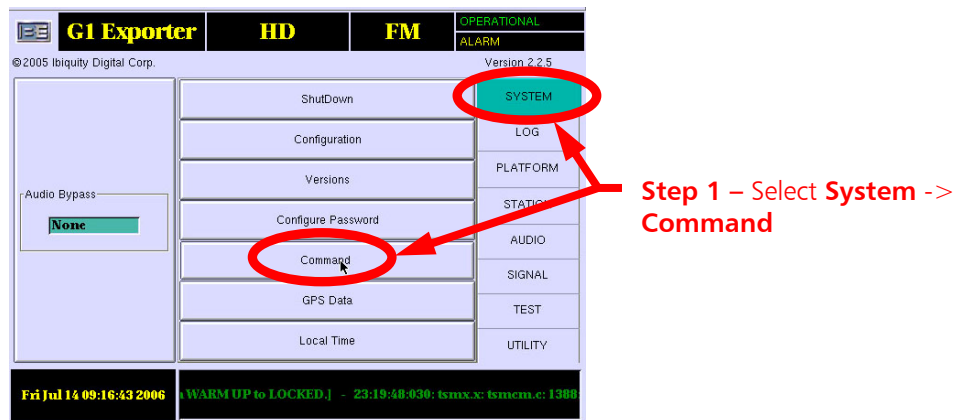 G1 Exporter HD FM OPERATIONAL
ALARM
©2005 Ibiquity Digital Corp. Version 2.2.5
ShutDown
Configuration
Versions
Configure Password
Command
GPS Data
Local Time
Audio Bypass
None
SYSTEM
LOG
PLATFORM
STATION
AUDIO
SIGNAL
TEST
UTILITY
Step 1 – Select System ->
Command
Fri Jul 14 09:16:43 2006 WARM UP to LOCKED.] - 23:19:48:030: tsmx.x: tsmcm.c: 1388